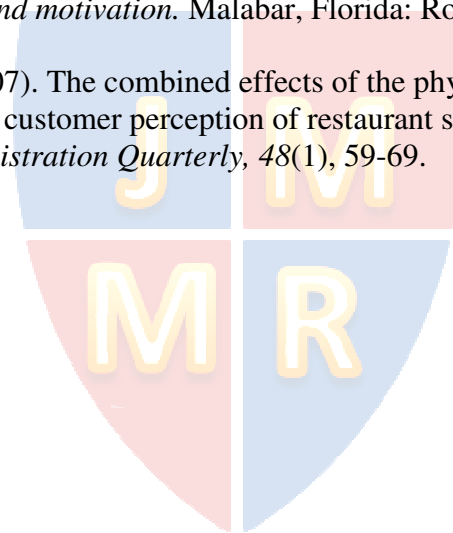 nd motivation. Malabar, Florida: Ro
07). The combined effects of the phy
customer perception of restaurant s
istration Quarterly, 48(1), 59-69.
J M
M R